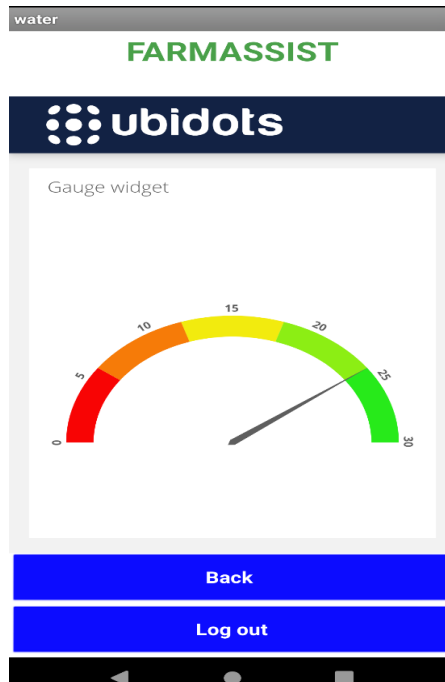 water
FARMASSIST
ubidots
Gauge widget
0
5
10
15
20
25
30
Back
Log out